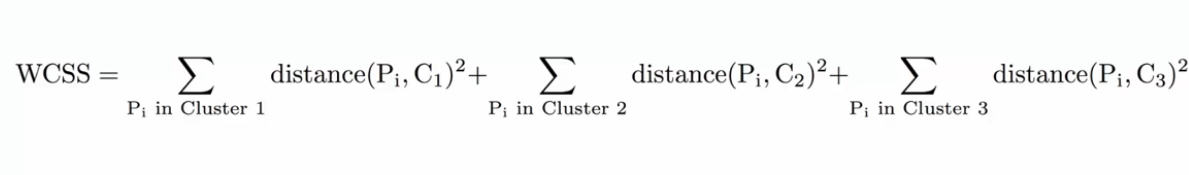 WCSS = ∑ distance(Pᵢ, C₁)² + ∑ distance(Pᵢ, C₂)² + ∑ distance(Pᵢ, C₃)²
Pᵢ in Cluster 1 Pᵢ in Cluster 2 Pᵢ in Cluster 3